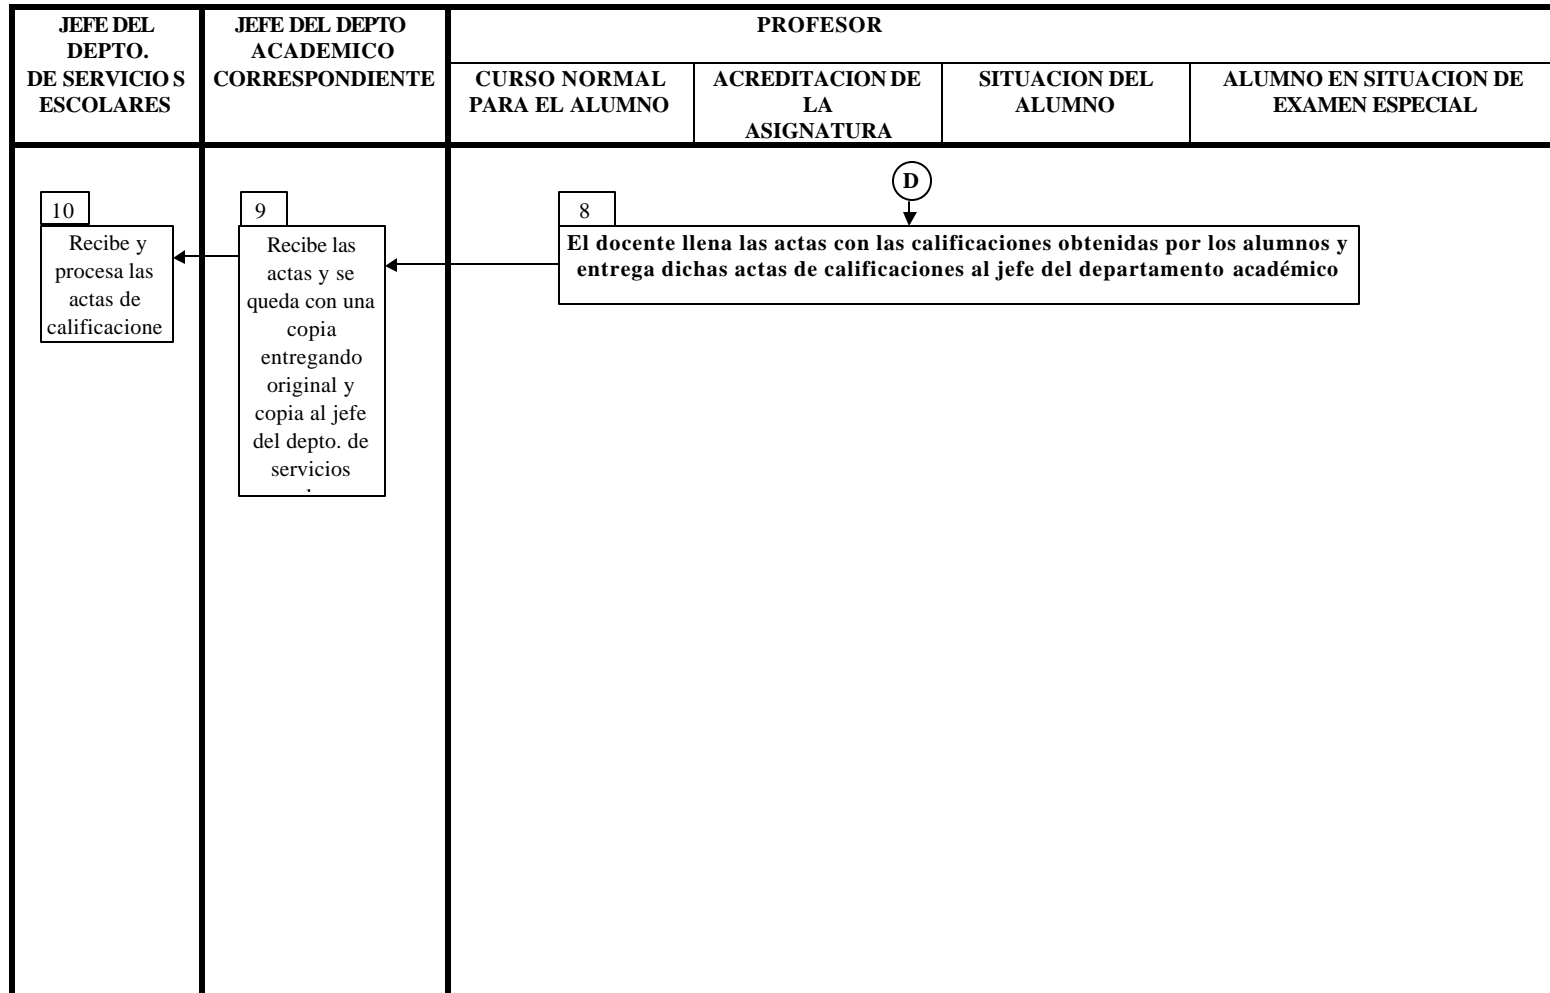 JEFE DEL
DEPTO.
DE SERVICIO S
ESCOLARES
JEFE DEL DEPTO
ACADEMICO
CORRESPONDIENTE
PROFESOR
CURSO NORMAL
PARA EL ALUMNO
ACREDITACION DE
LA
ASIGNATURA
SITUACION DEL
ALUMNO
ALUMNO EN SITUACION DE
EXAMEN ESPECIAL
D
10
Recibe y
procesa las
actas de
calificacione
9
Recibe las
actas y se
queda con una
copia
entregando
original y
copia al jefe
del depto. de
servicios
8
El docente llena las actas con las calificaciones obtenidas por los alumnos y
entrega dichas actas de calificaciones al jefe del departamento académico